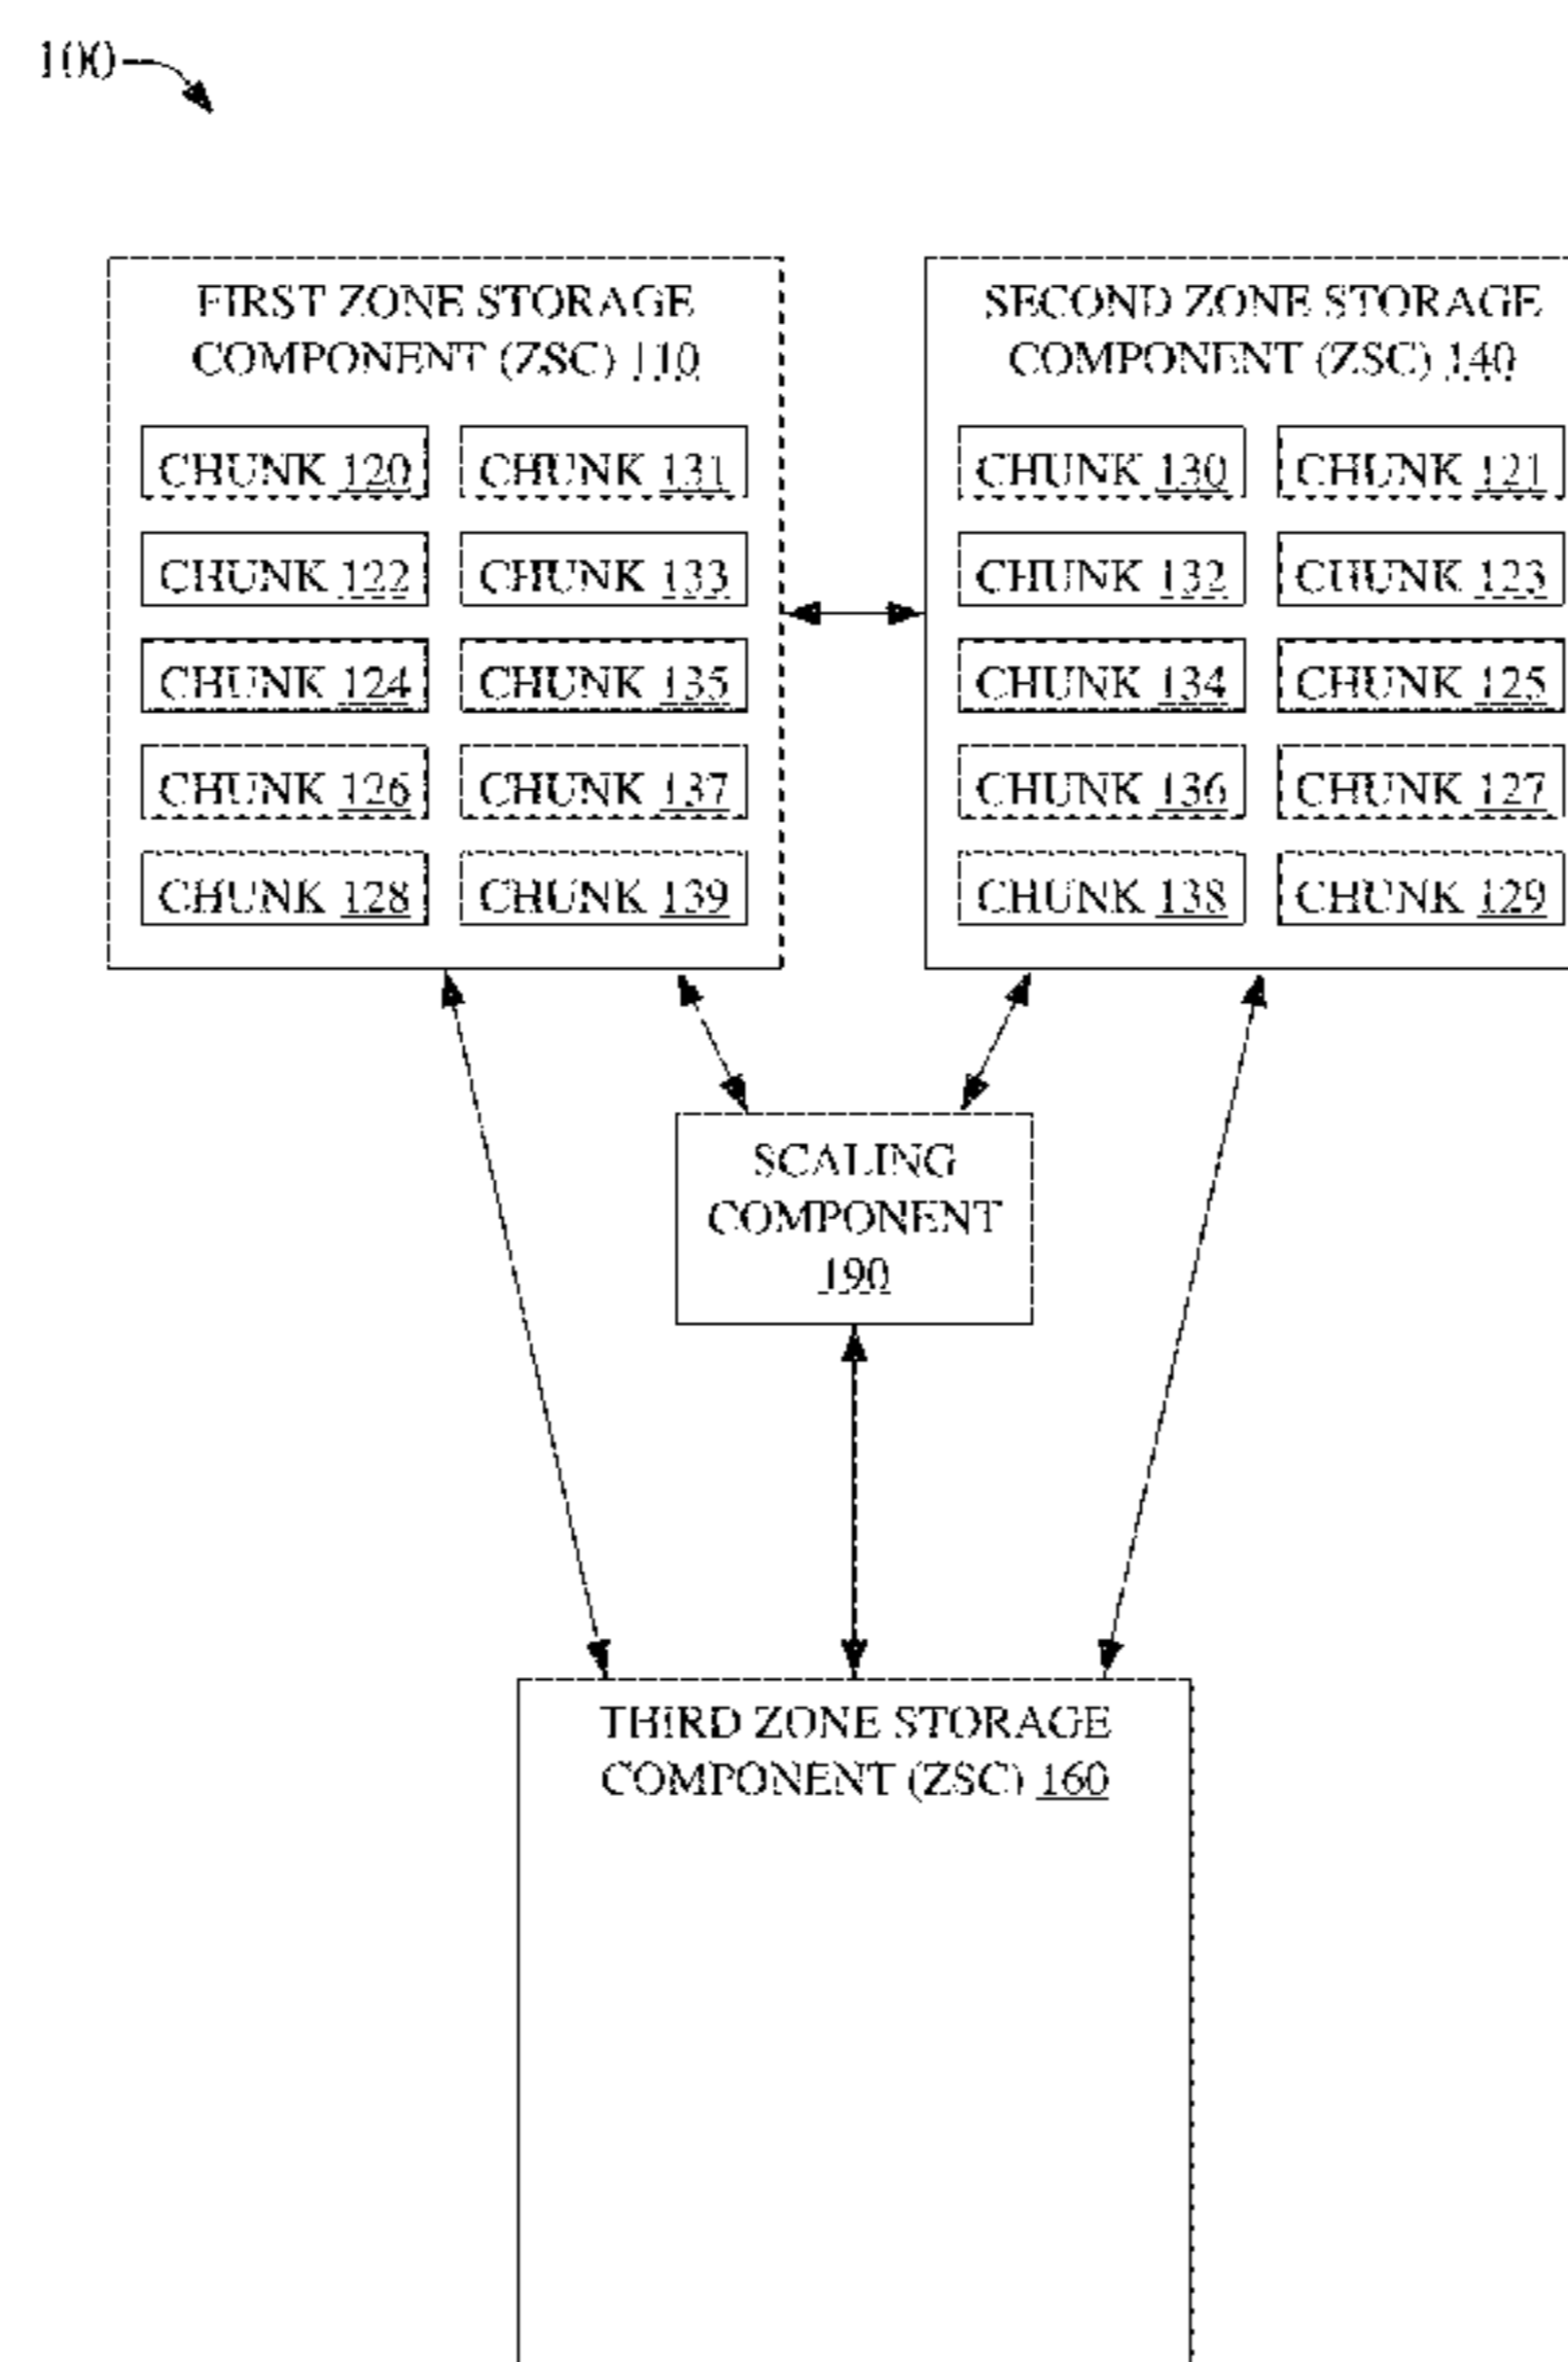 100
FIRST ZONE STORAGE
COMPONENT (ZSC) 110
CHUNK 120
CHUNK 131
CHUNK 122
CHUNK 133
CHUNK 124
CHUNK 135
CHUNK 126
CHUNK 137
CHUNK 128
CHUNK 139
SECOND ZONE STORAGE
COMPONENT (ZSC) 140
CHUNK 130
CHUNK 121
CHUNK 132
CHUNK 123
CHUNK 134
CHUNK 125
CHUNK 136
CHUNK 127
CHUNK 138
CHUNK 129
SCALING
COMPONENT
190
THIRD ZONE STORAGE
COMPONENT (ZSC) 160